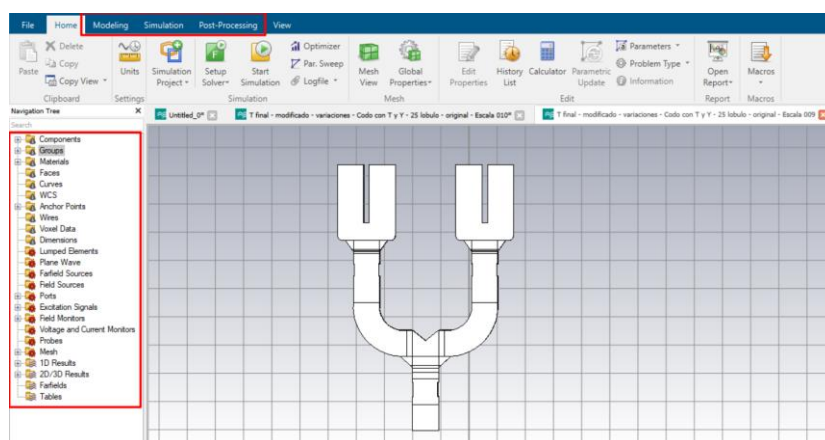 File Home Modeling Simulation Post-Processing View
Paste
Delete
Copy
Copy View
Clipboard
Units
Settings
Simulation Project
Setup Solver
Start Simulation
Optimizer
Par. Sweep
Logfile
Simulation
Mesh View
Global Properties
Mesh
Edit Properties
History List
Calculator
Parametric Update
Parameters
Problem Type
Information
Edit
Open Report
Report
Macros
Macros
Navigation Tree
Untitled_0*
T final - modificado - variaciones - Codo con T y Y - 25 lobulo - original - Escala 010*
T final - modificado - variaciones - Codo con T y Y - 25 lobulo - original - Escala 009
Search
Components
Groups
Materials
Faces
Curves
WCS
Anchor Points
Wires
Voxel Data
Dimensions
Lumped Elements
Plane Wave
Farfield Sources
Field Sources
Ports
Excitation Signals
Field Monitors
Voltage and Current Monitors
Probes
Mesh
1D Results
2D/3D Results
Farfields
Tables